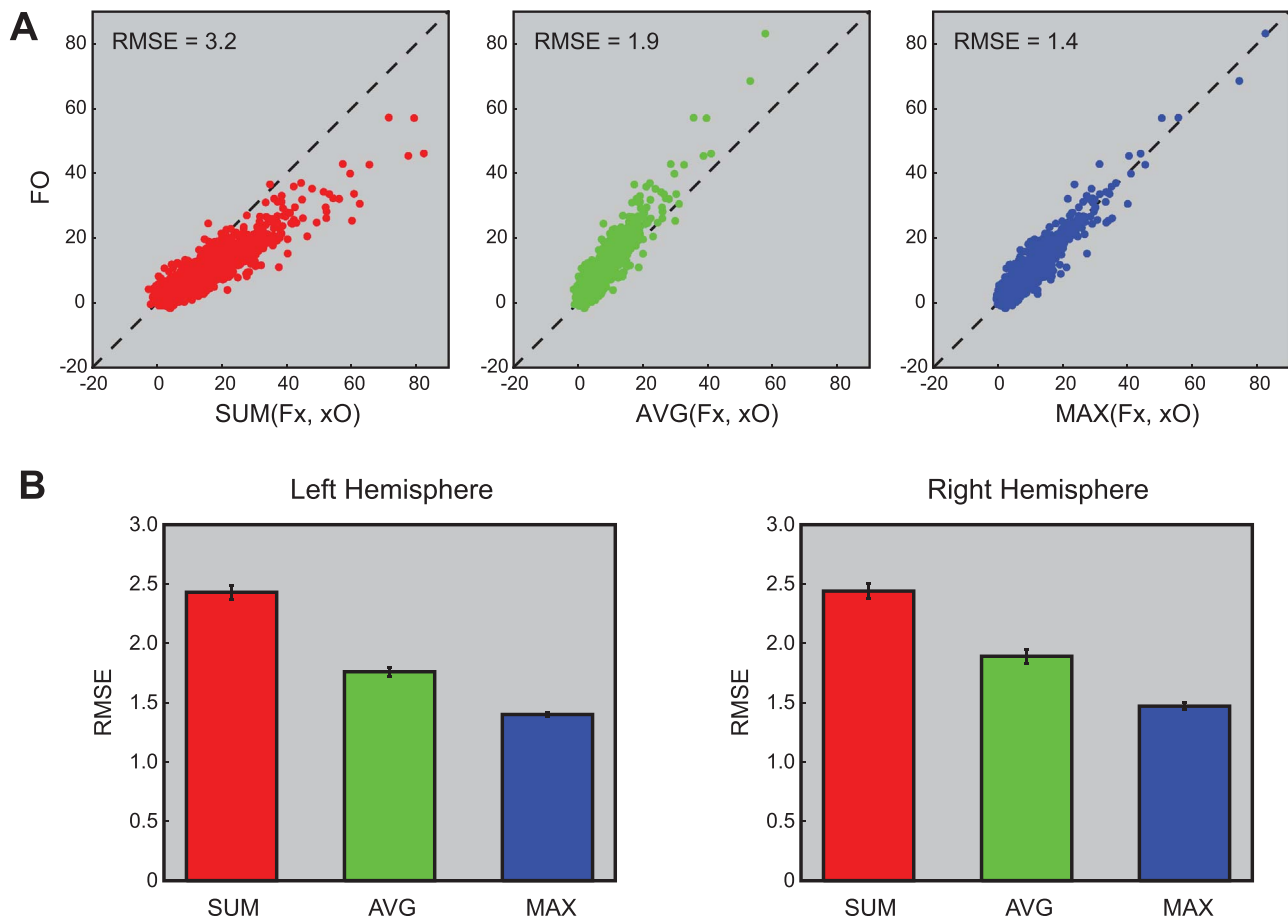 A
RMSE = 3.2
RMSE = 1.9
RMSE = 1.4
FO
80
60
40
20
0
-20
80
60
40
20
0
-20
80
60
40
20
0
-20
-20 0 20 40 60 80
-20 0 20 40 60 80
-20 0 20 40 60 80
SUM(Fx, xO)
AVG(Fx, xO)
MAX(Fx, xO)
B
Left Hemisphere
Right Hemisphere
RMSE
3.0
2.5
2.0
1.5
1.0
0.5
0
SUM AVG MAX
RMSE
3.0
2.5
2.0
1.5
1.0
0.5
0
SUM AVG MAX